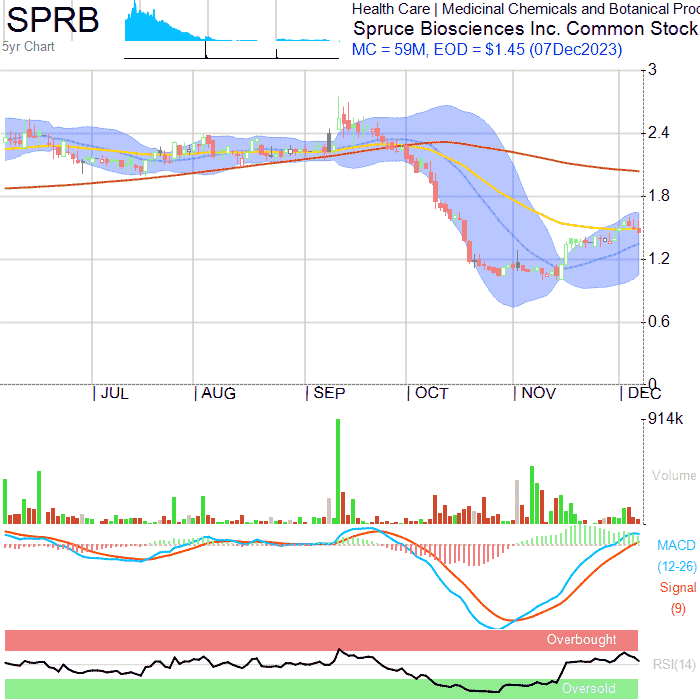 SPRB
5yr Chart
Health Care | Medicinal Chemicals and Botanical Proc
Spruce Biosciences Inc. Common Stock
MC = 59M, EOD = $1.45 (07Dec2023)
3
2.4
1.8
1.2
0.6
0
JUL AUG SEP OCT NOV DEC
914k
Volume
MACD
(12-26)
Signal
(9)
Overbought
RSI(14)
Oversold